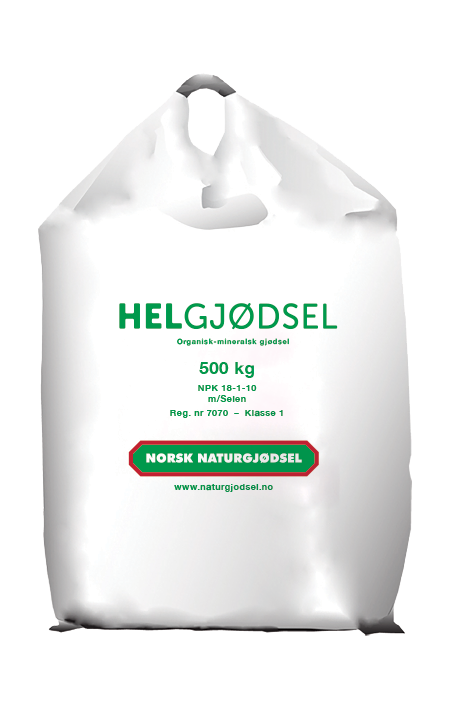 HELGJØDSEL
Organisk-mineralsk gjødsel
500 kg
NPK 18-1-10
m/Selen
Reg. nr 7070 – Klasse 1
NORSK NATURGJØDSEL
www.naturgjodsel.no